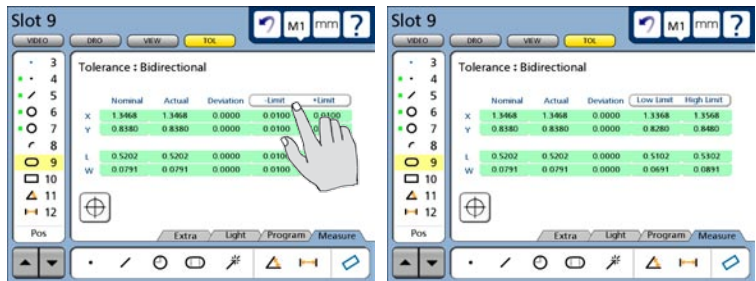 Slot 9
VIDEO DRO VIEW TOL M1 mm ?
3
4
5
6
7
8
9
10
11
12
Pos
Tolerance : Bidirectional
Nominal Actual Deviation -Limit +Limit
X 1.3468 1.3468 0.0000 0.0100 0.0100
Y 0.8380 0.8380 0.0000 0.0100
L 0.5202 0.5202 0.0000 0.0100
W 0.0791 0.0791 0.0000 0.0100
Extra Light Program Measure
Slot 9
VIDEO DRO VIEW TOL M1 mm ?
3
4
5
6
7
8
9
10
11
12
Pos
Tolerance : Bidirectional
Nominal Actual Deviation Low Limit High Limit
X 1.3468 1.3468 0.0000 1.3368 1.3568
Y 0.8380 0.8380 0.0000 0.8280 0.8480
L 0.5202 0.5202 0.0000 0.5102 0.5302
W 0.0791 0.0791 0.0000 0.0691 0.0891
Extra Light Program Measure